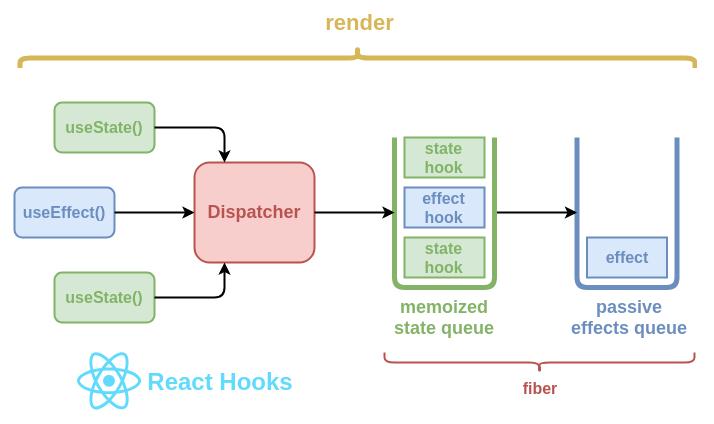 render
useState()
useEffect()
useState()
Dispatcher
state
hook
effect
hook
state
hook
effect
memoized
state queue
passive
effects queue
fiber
React Hooks